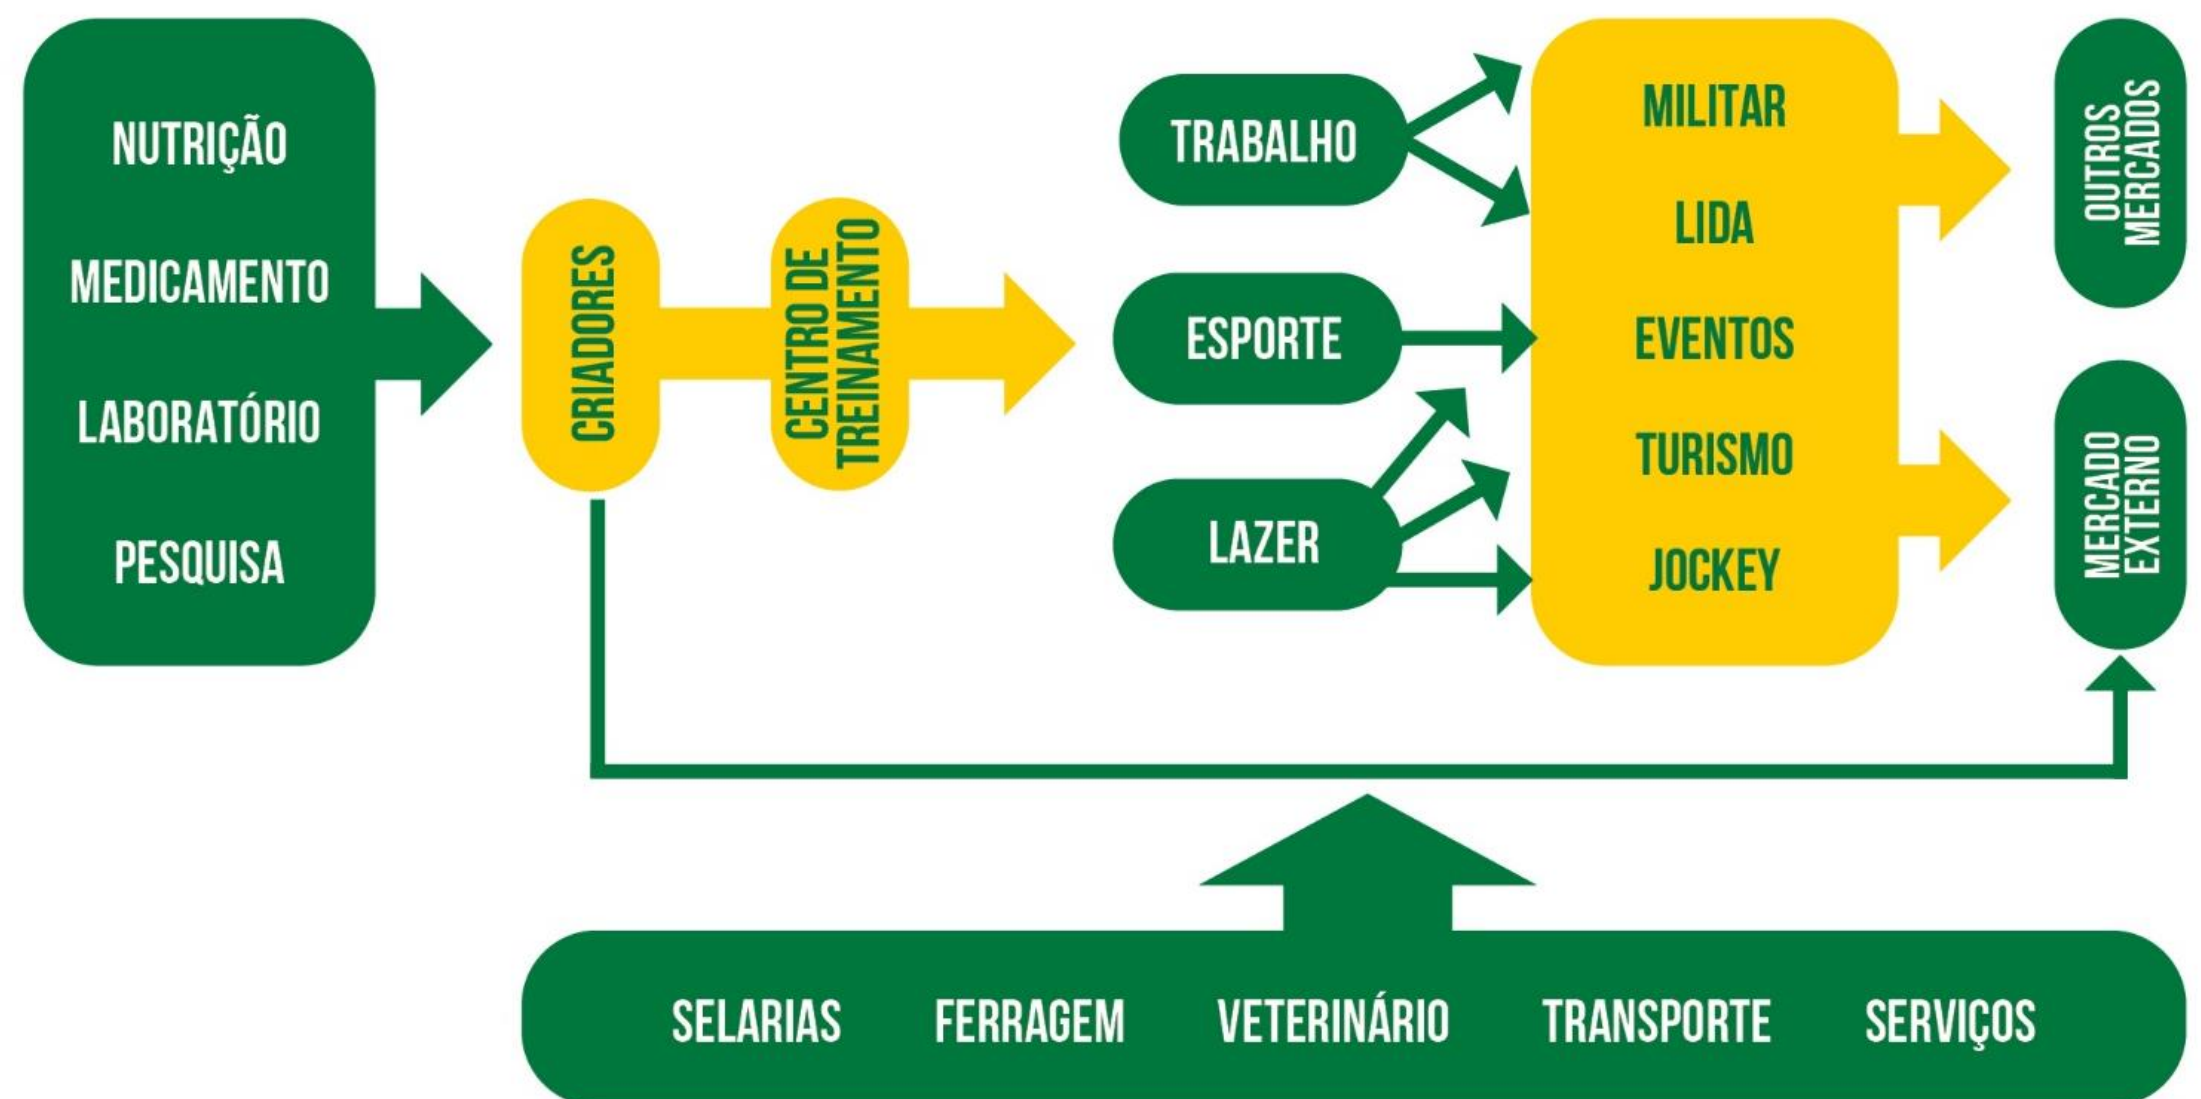 NUTRIÇÃO
MEDICAMENTO
LABORATÓRIO
PESQUISA
CRIADORES
CENTRO DE
TREINAMENTO
TRABALHO
ESPORTE
LAZER
MILITAR
LIDA
EVENTOS
TURISMO
JOCKEY
OUTROS
MERCADOS
MERCADO
EXTERNO
SELARIAS
FERRAGEM
VETERINÁRIO
TRANSPORTE
SERVIÇOS